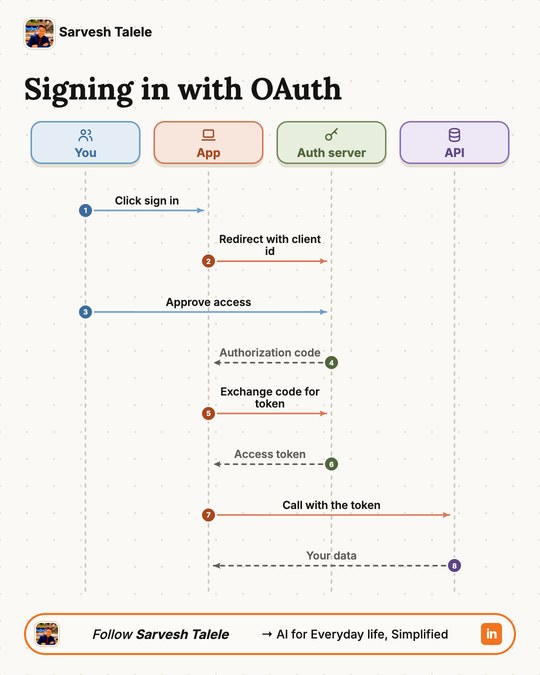 Sarvesh Talele
Signing in with OAuth
You
App
Auth server
API
Click sign in
1
Redirect with client
id
2
Approve access
3
Authorization code
4
Exchange code for
token
5
Access token
6
Call with the token
7
Your data
8
Follow Sarvesh Talele → AI for Everyday life, Simplified in